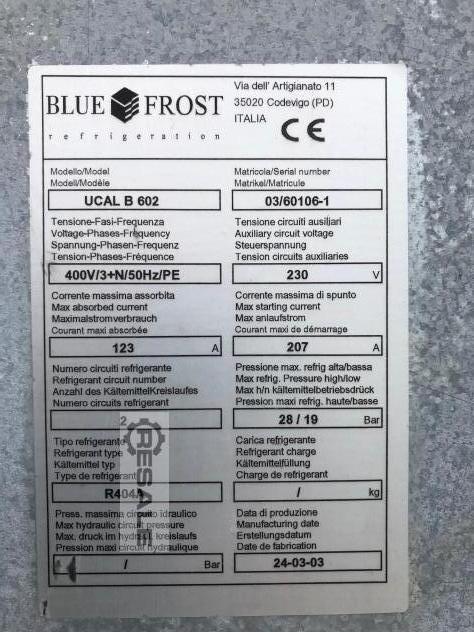 BLUE FROST
refrigeration
Via dell' Artigianato 11
35020 Codevigo (PD)
ITALIA
CE
Modello/Model
Modell/Modèle
UCAL B 602
Matricola/Serial number
Matrikel/Matricule
03/60106-1
Tensione-Fasi-Frequenza
Voltage-Phases-Frequency
Spannung-Phasen-Frequenz
Tension-Phases-Fréquence
400V/3+N/50Hz/PE
Tensione circuiti ausiliari
Auxiliary circuit voltage
Steuerspannung
Tension circuits auxiliaries
230 V
Corrente massima assorbita
Max absorbed current
Maximalstromverbrauch
Courant maxi absorbée
123 A
Corrente massima di spunto
Max starting current
Max anlaufstrom
Courant maxi de démarrage
207 A
Numero circuiti refrigerante
Refrigerant circuit number
Anzahl des KältemittelKreislaufes
Numero circuits refrigerant
2
Pressione max. refrig alta/bassa
Max refrig. Pressure high/low
Max h/n kältemittelbetriebsdrück
Pression maxi refrig. haute/basse
28 / 19 Bar
Tipo refrigerante
Refrigerant type
Kältemittel typ
Type de refrigerant
R404A
Carica refrigerante
Refrigerant charge
Kältemittelfüllung
Charge de refrigerant
/ kg
Press. massima circuito idraulico
Max hydraulic circuit pressure
Max. druck im hydraul. kreislaufs
Pression maxi circuit hydraulique
/ Bar
Data di produzione
Manufacturing date
Erstellungsdatum
Date de fabrication
24-03-03
RESALE